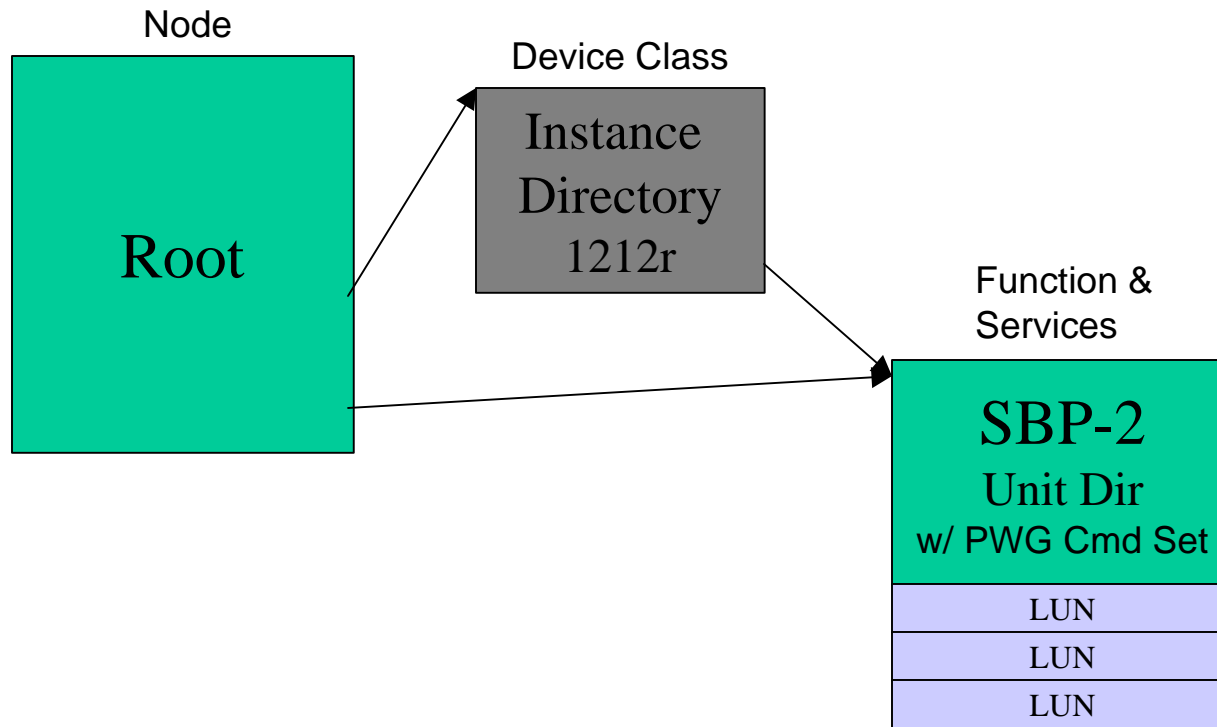 Node
Root
Device Class
Instance
Directory
1212r
Function &
Services
SBP-2
Unit Dir
w/ PWG Cmd Set
LUN
LUN
LUN